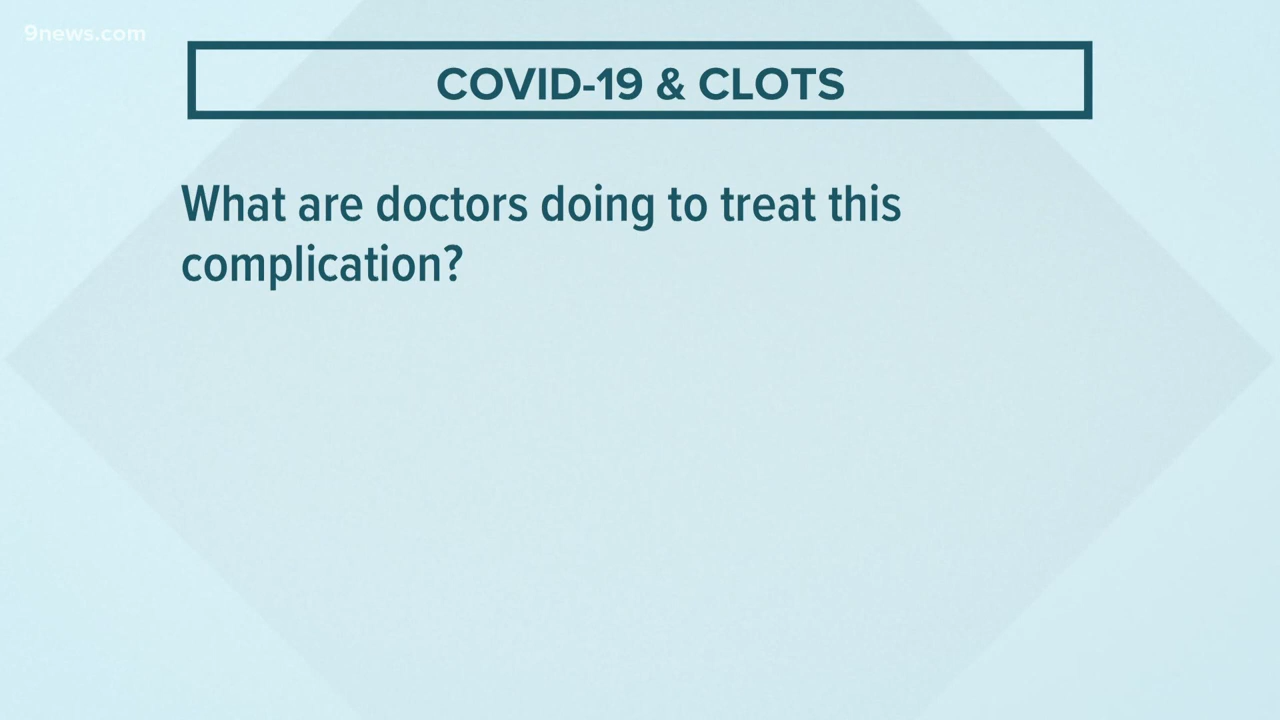 9news.com
COVID-19 & CLOTS
What are doctors doing to treat this
complication?